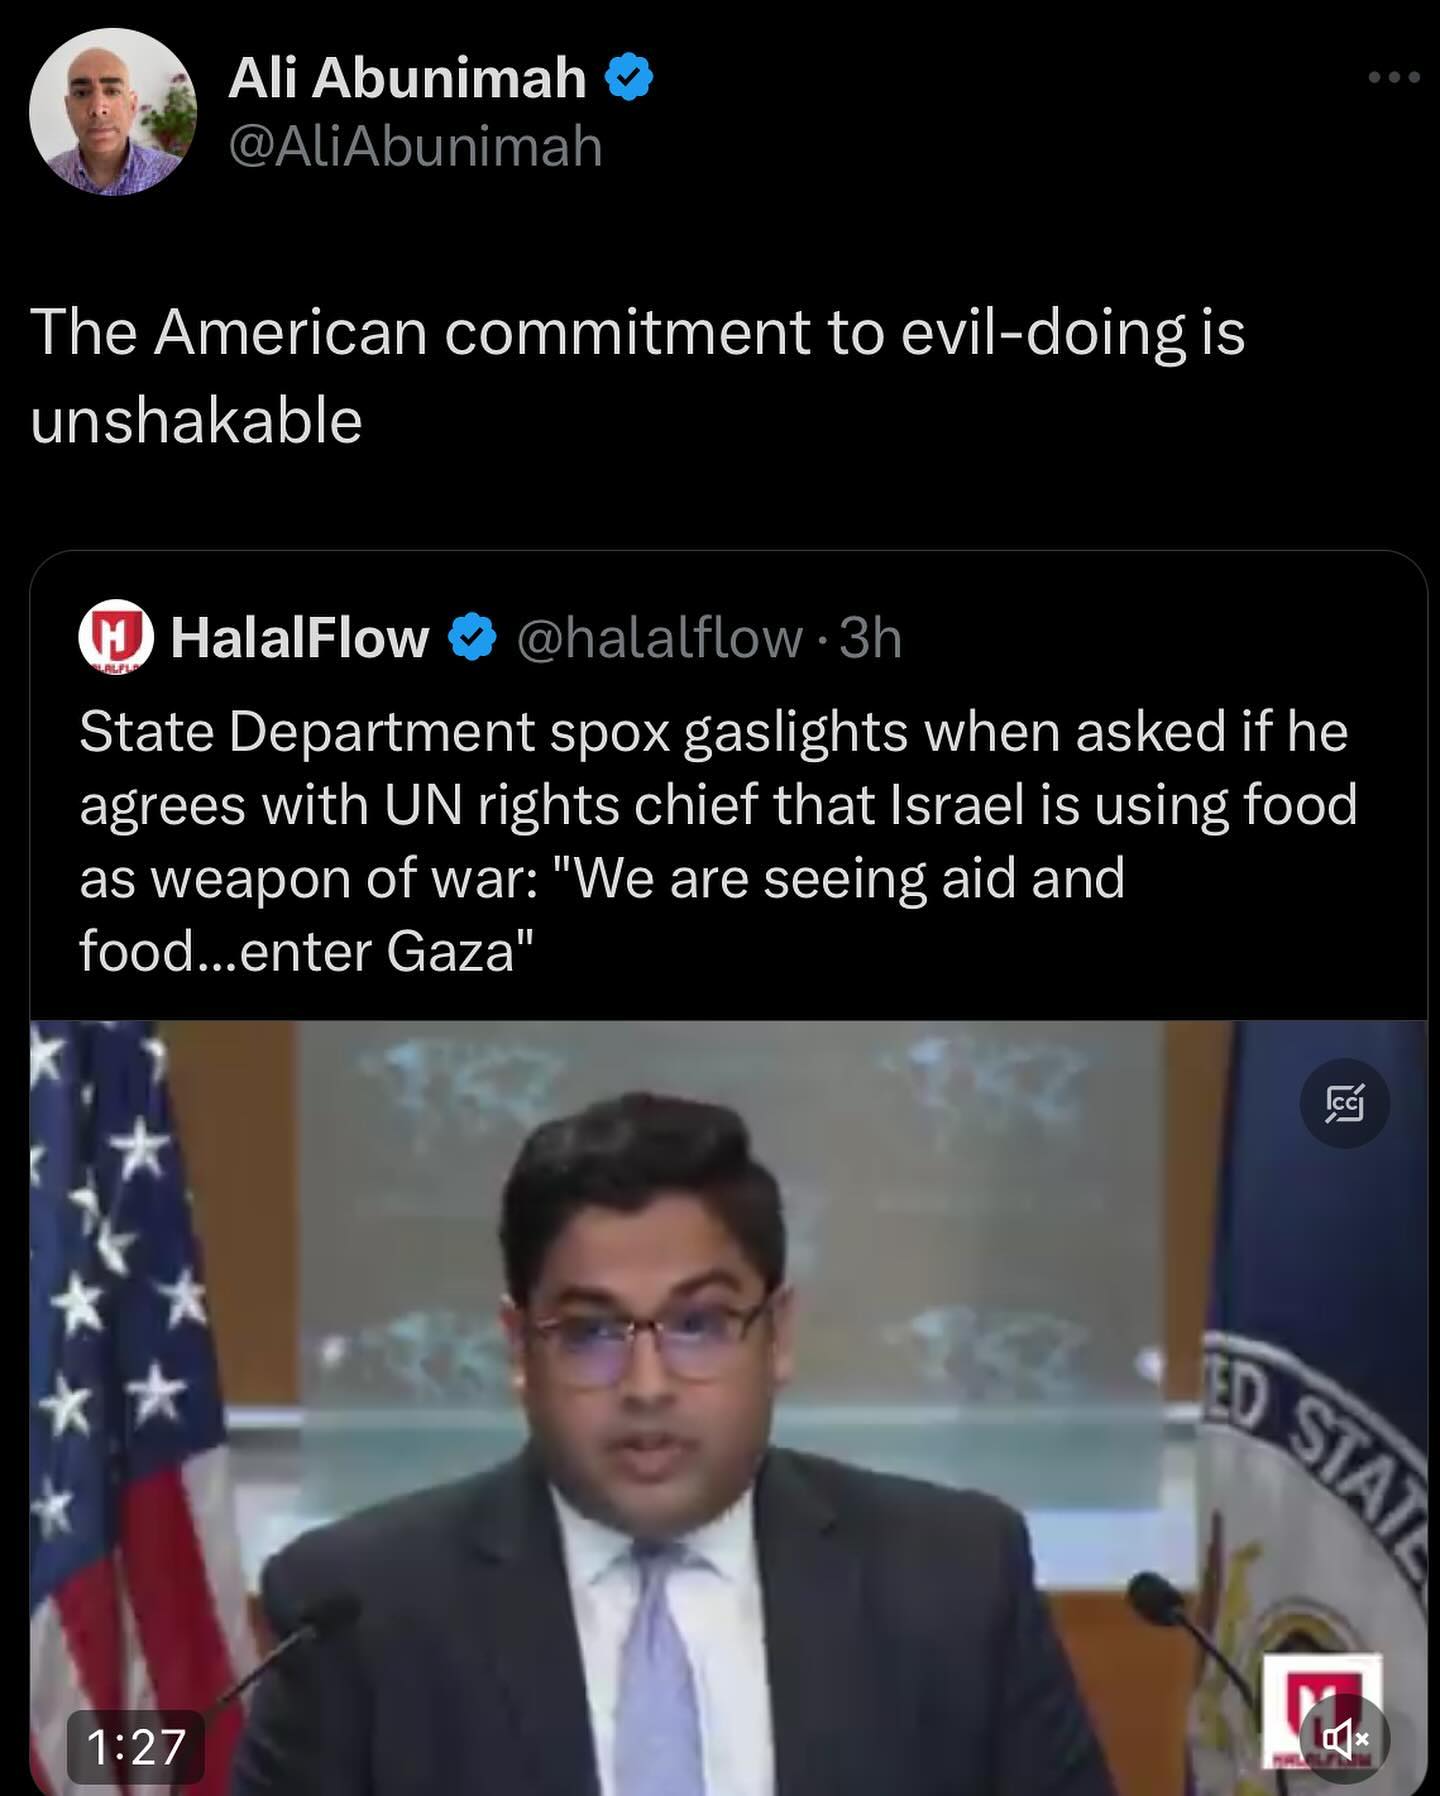 Ali Abunimah
@AliAbunimah
The American commitment to evil-doing is
unshakable
HalalFlow @halalflow · 3h
State Department spox gaslights when asked if he
agrees with UN rights chief that Israel is using food
as weapon of war: "We are seeing aid and
food...enter Gaza"
CC
ED STATE
1:27
HALALFLOW